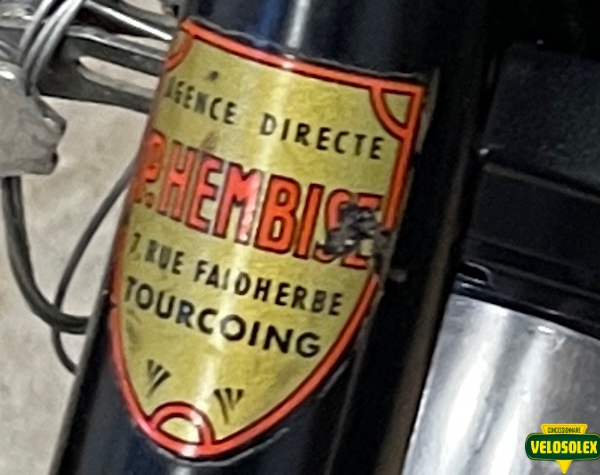 AGENCE DIRECTE
P.HEMBISE
7, RUE FAIDHERBE
TOURCOING
CONCESSIONNAIRE
VELOSOLEX